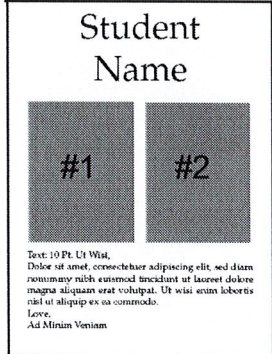 Student
Name
#1 #2
Text: 10 Pt. Ut Wisi,
Dolor sit amet, consectetuer adipiscing elit, sed diam
nonummy nibh euismod tincidunt ut laoreet dolore
magna aliquam erat volutpat. Ut wisi enim lobortis
nisl ut aliquip ex ea commodo.
Love,
Ad Minim Veniam